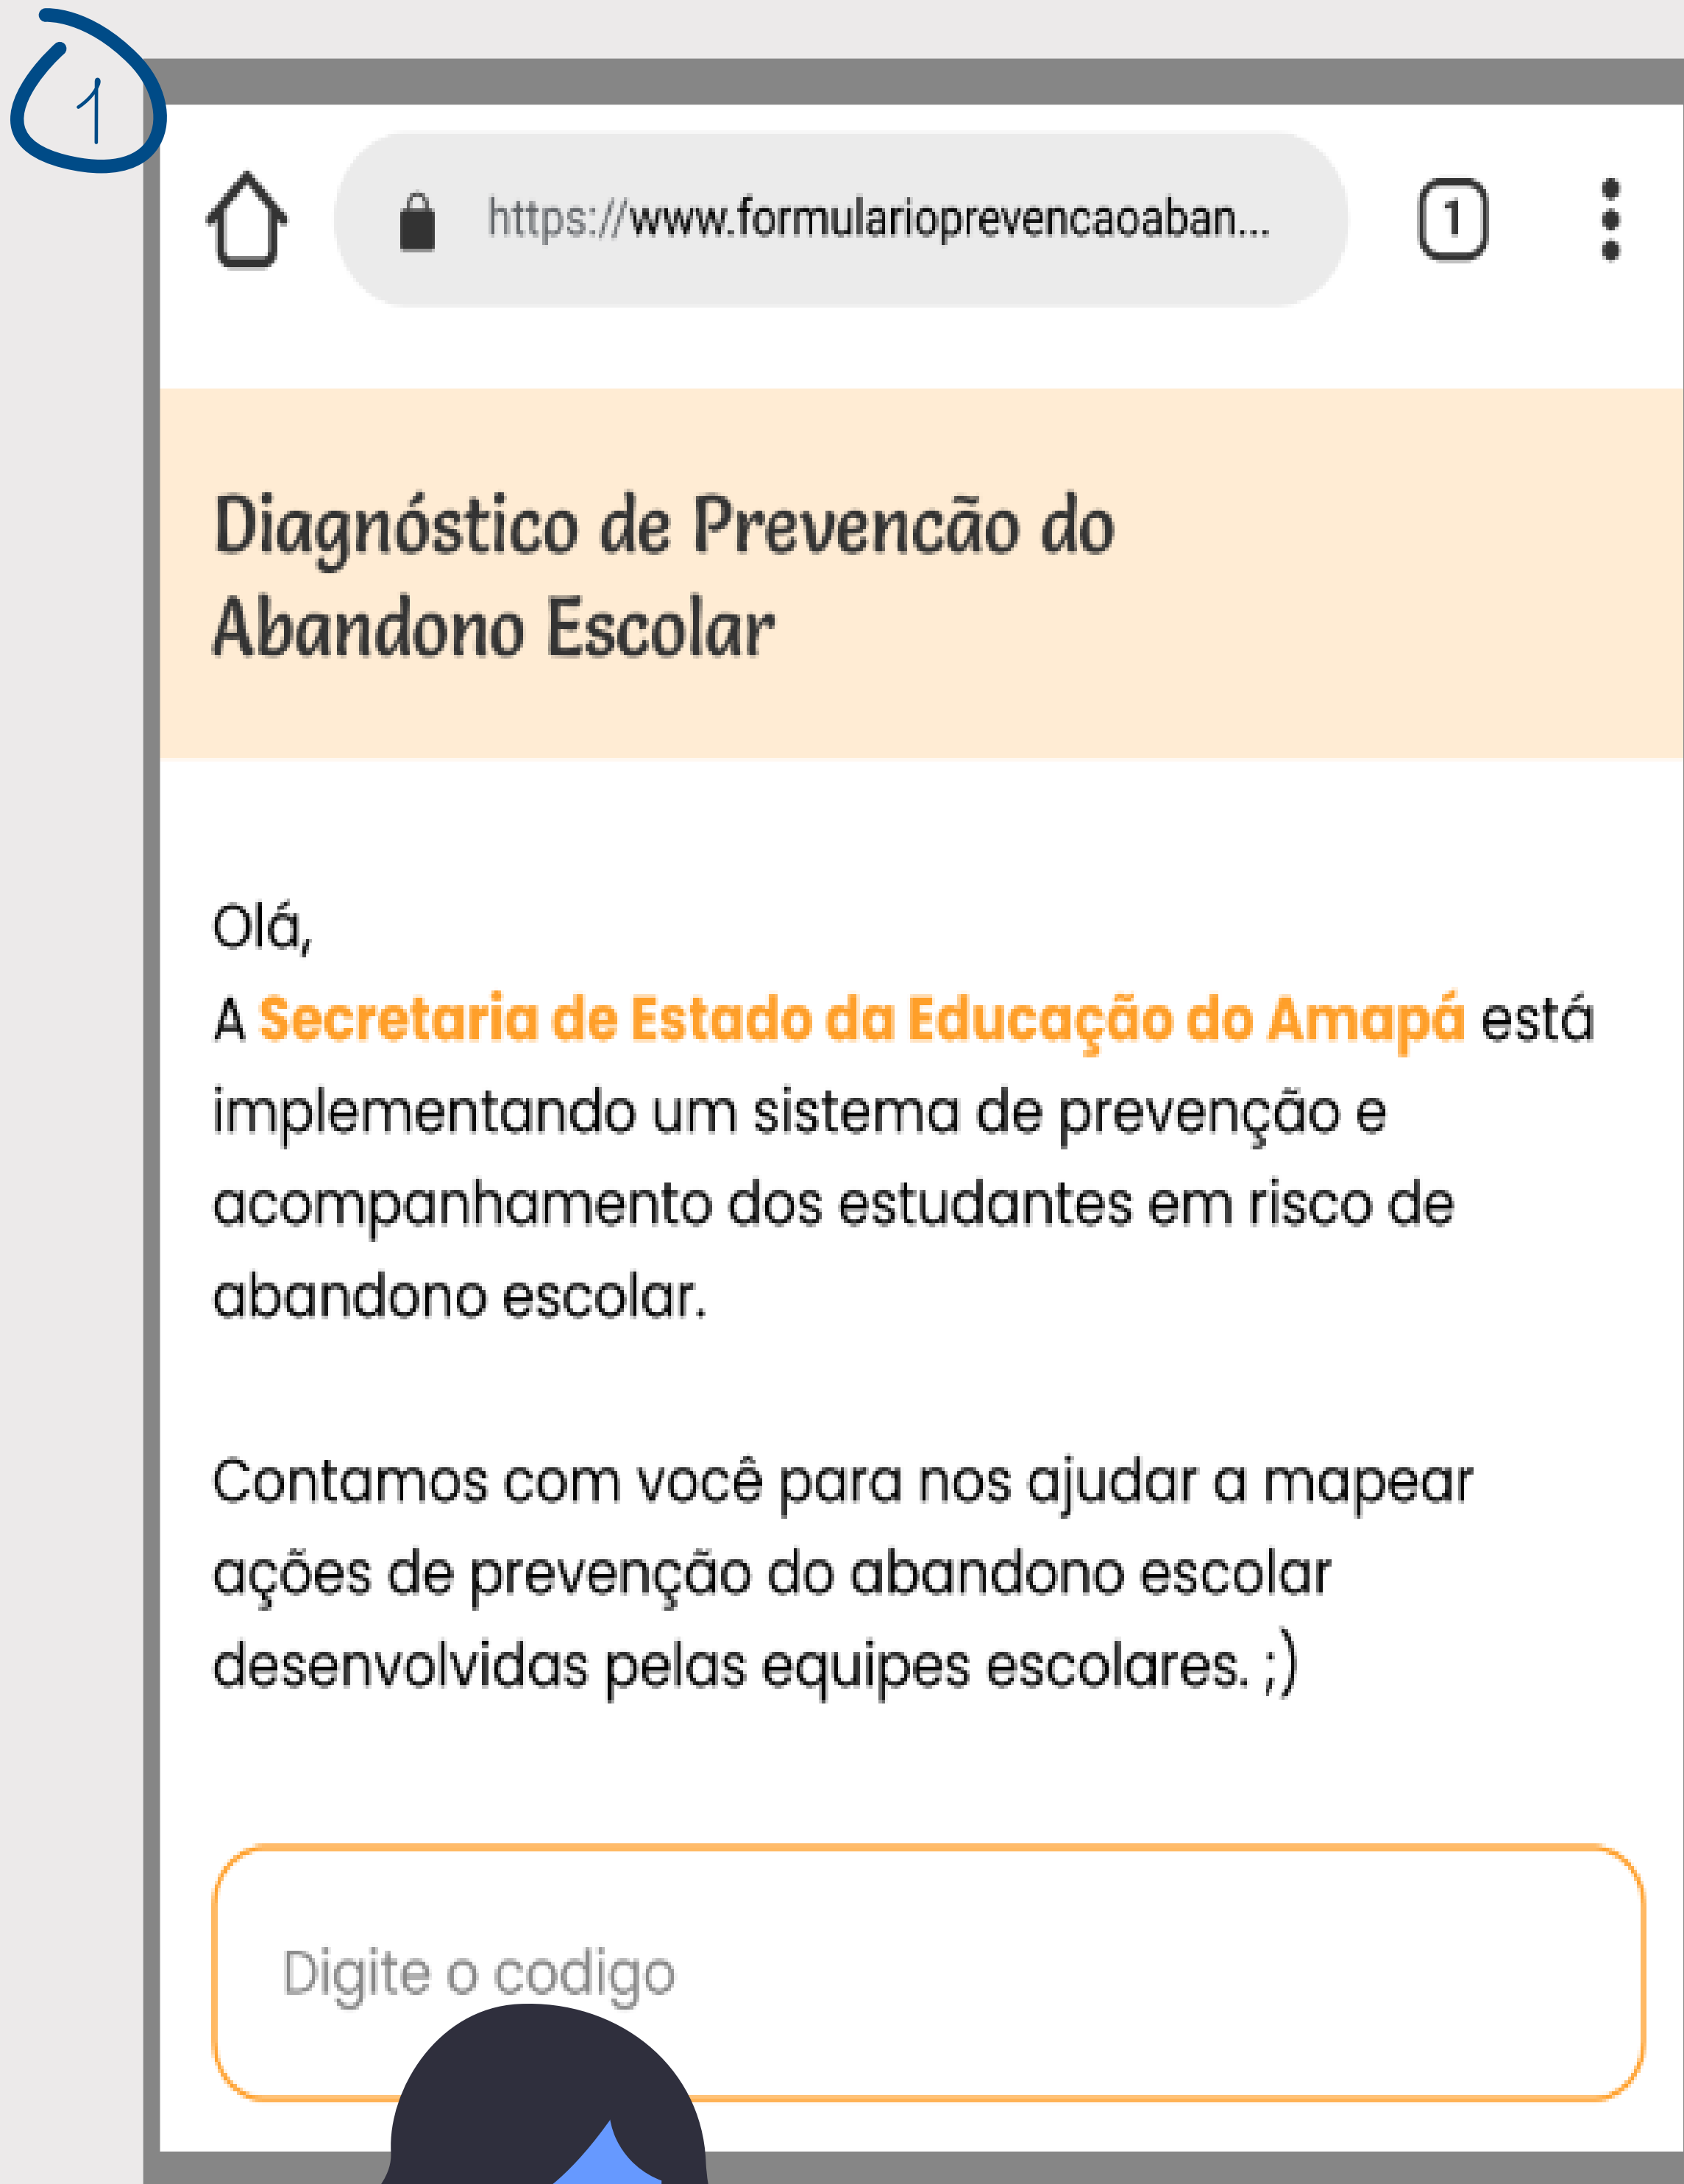 1
https://www.formularioprevencaoaban...
1
Diagnóstico de Prevencão do
Abandono Escolar
Olá,
A Secretaria de Estado da Educação do Amapá está
implementando um sistema de prevenção e
acompanhamento dos estudantes em risco de
abandono escolar.
Contamos com você para nos ajudar a mapear
ações de prevenção do abandono escolar
desenvolvidas pelas equipes escolares. ;)
Digite o codigo